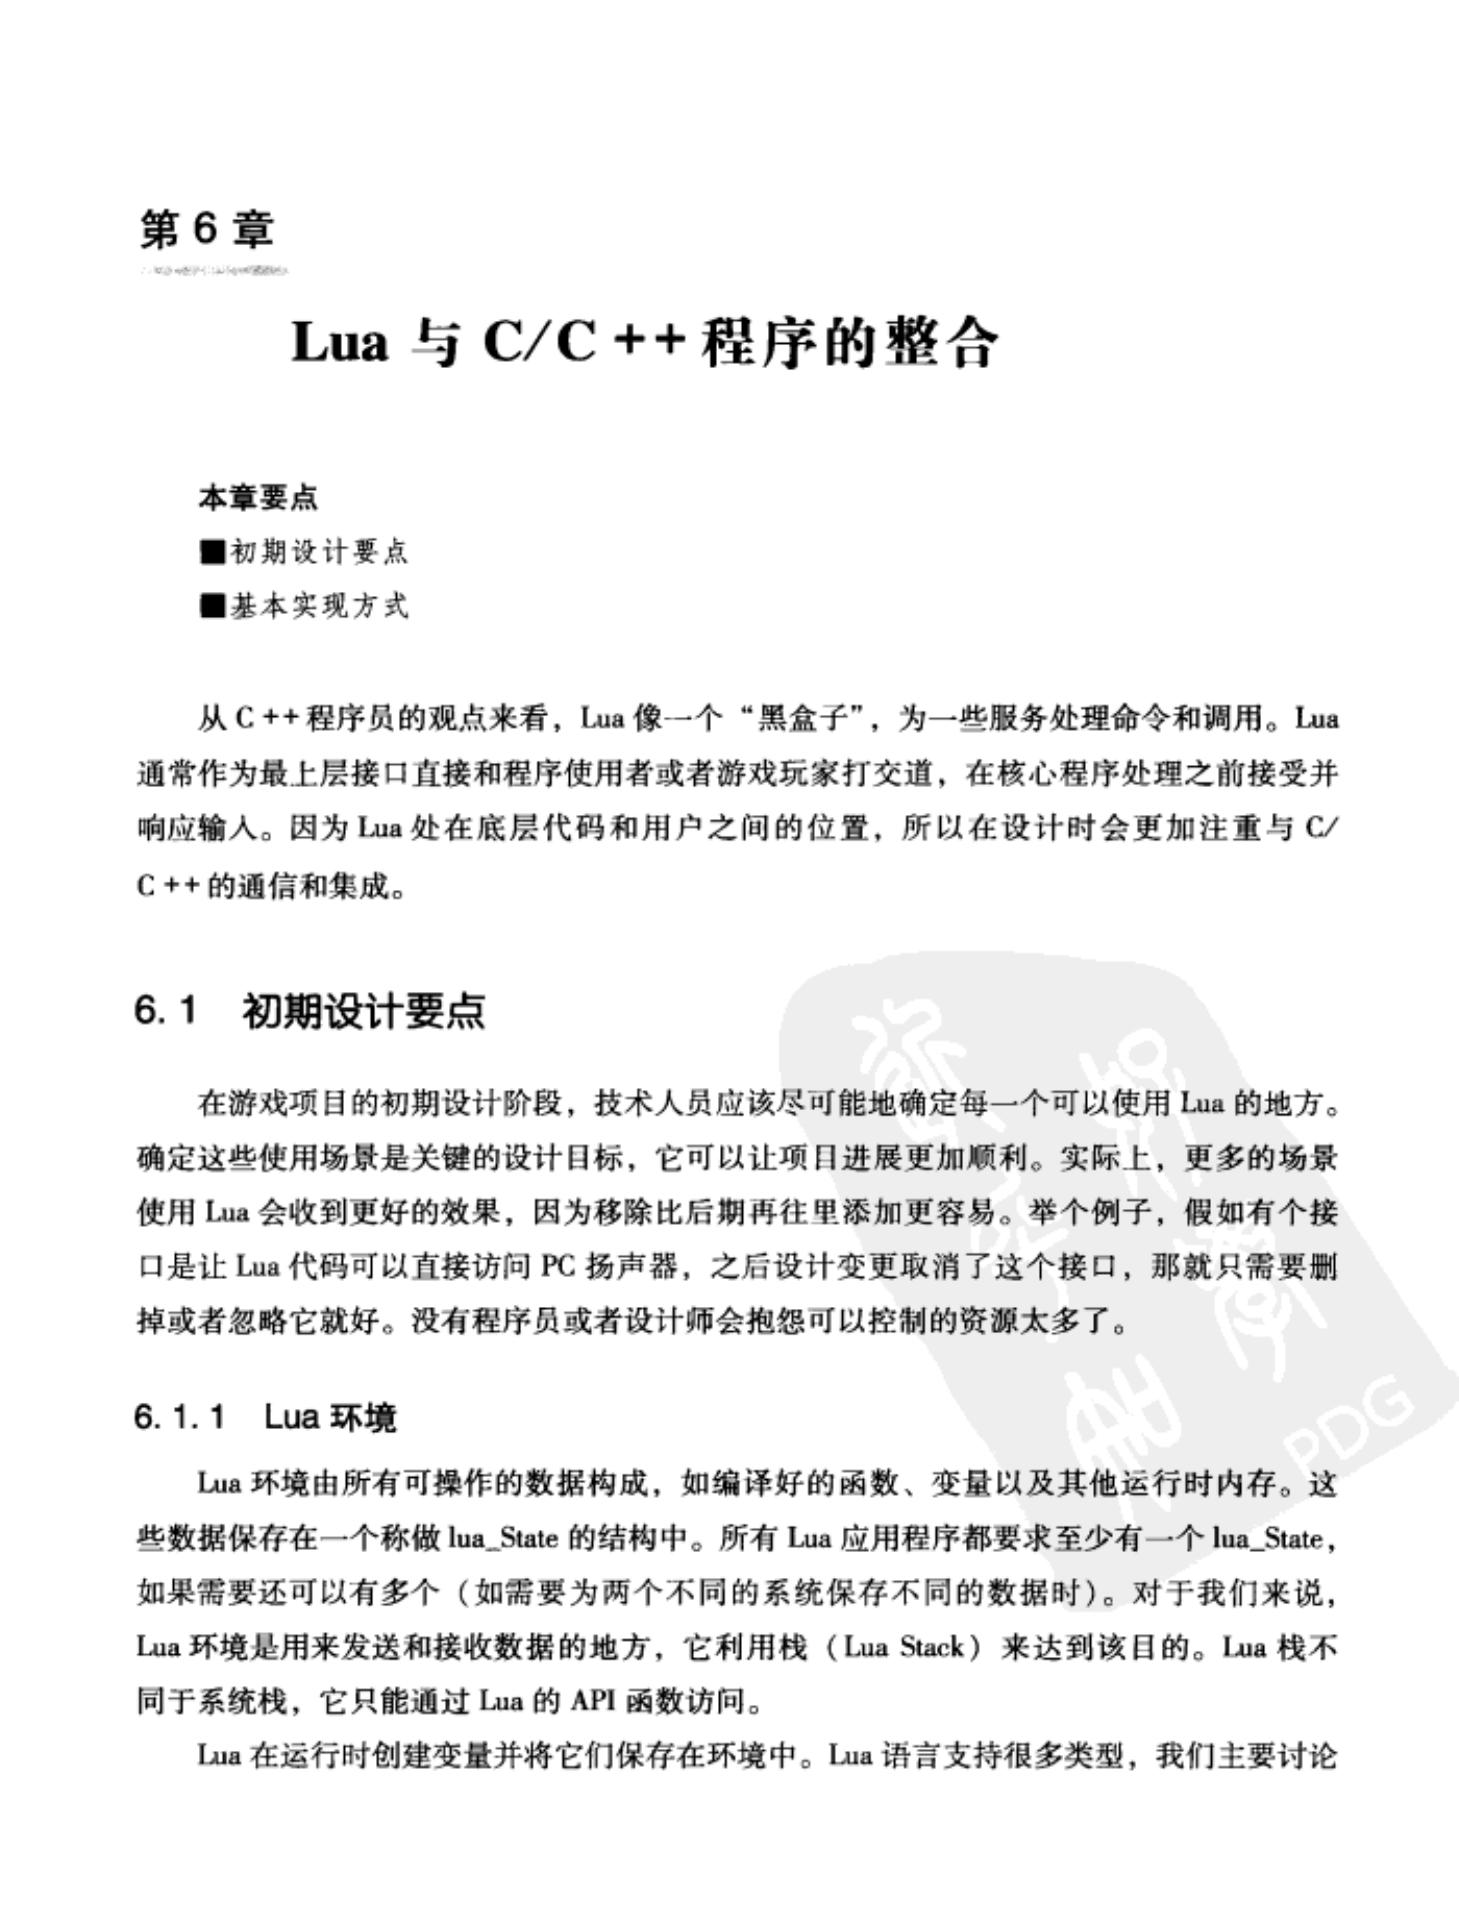 第 6 章
Lua 与 C/C ++ 程序的整合
本章要点
■初期设计要点
■基本实现方式
从 C ++ 程序员的观点来看，Lua 像一个“黑盒子”，为一些服务处理命令和调用。Lua
通常作为最上层接口直接和程序使用者或者游戏玩家打交道，在核心程序处理之前接受并
响应输入。因为 Lua 处在底层代码和用户之间的位置，所以在设计时会更加注重与 C/
C ++ 的通信和集成。
6.1 初期设计要点
在游戏项目的初期设计阶段，技术人员应该尽可能地确定每一个可以使用 Lua 的地方。
确定这些使用场景是关键的设计目标，它可以让项目进展更加顺利。实际上，更多的场景
使用 Lua 会收到更好的效果，因为移除比后期再往里添加更容易。举个例子，假如有个接
口是让 Lua 代码可以直接访问 PC 扬声器，之后设计变更取消了这个接口，那就只需要删
掉或者忽略它就好。没有程序员或者设计师会抱怨可以控制的资源太多了。
6.1.1 Lua 环境
Lua 环境由所有可操作的数据构成，如编译好的函数、变量以及其他运行时内存。这
些数据保存在一个称做 lua_State 的结构中。所有 Lua 应用程序都要求至少有一个 lua_State，
如果需要还可以有多个（如需要为两个不同的系统保存不同的数据时）。对于我们来说，
Lua 环境是用来发送和接收数据的地方，它利用栈（Lua Stack）来达到该目的。Lua 栈不
同于系统栈，它只能通过 Lua 的 API 函数访问。
Lua 在运行时创建变量并将它们保存在环境中。Lua 语言支持很多类型，我们主要讨论
PDG